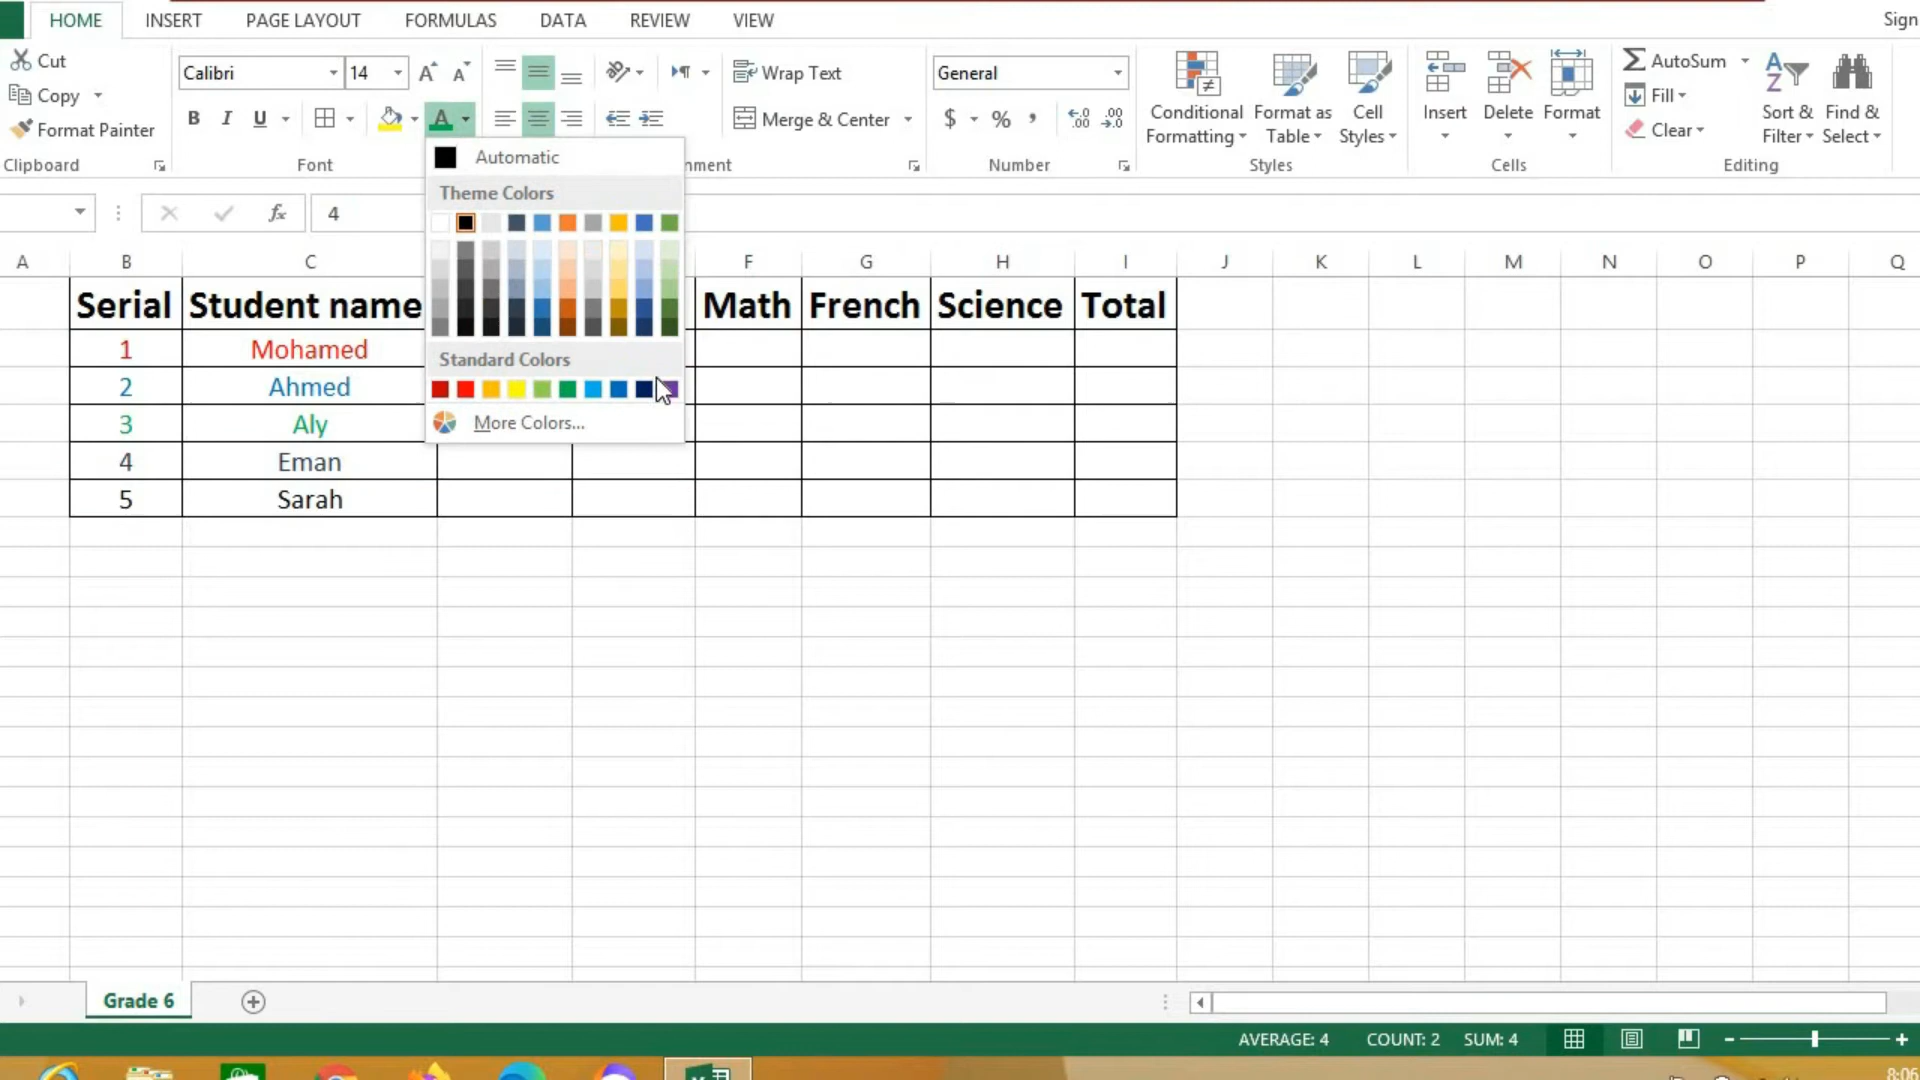 HOME INSERT PAGE LAYOUT FORMULAS DATA REVIEW VIEW Sign
Cut
Copy
Format Painter
Clipboard
Calibri 14
B I U A
Font
Wrap Text
Merge & Center
nment
General
$ % ,
Number
Conditional Formatting
Format as Table
Cell Styles
Styles
Insert Delete Format
Cells
AutoSum
Fill
Clear
Sort & Filter
Find & Select
Editing
Automatic
Theme Colors
Standard Colors
More Colors...
fx 4
A B C F G H I J K L M N O P Q
Serial Student name Math French Science Total
1 Mohamed
2 Ahmed
3 Aly
4 Eman
5 Sarah
Grade 6
AVERAGE: 4 COUNT: 2 SUM: 4
8:06